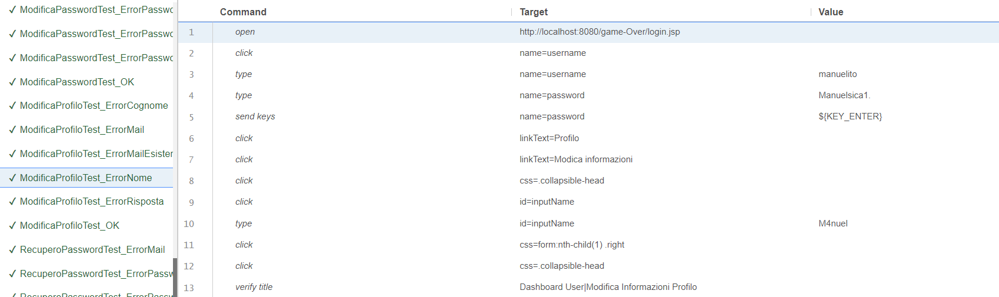 ModificaPasswordTest_ErrorPasswo
ModificaPasswordTest_ErrorPasswo
ModificaPasswordTest_ErrorPasswo
ModificaPasswordTest_OK
ModificaProfiloTest_ErrorCognome
ModificaProfiloTest_ErrorMail
ModificaProfiloTest_ErrorMailEsister
ModificaProfiloTest_ErrorNome
ModificaProfiloTest_ErrorRisposta
ModificaProfiloTest_OK
RecuperoPasswordTest_ErrorMail
RecuperoPasswordTest_ErrorPassw
RecuperoPasswordTest_ErrorPassw
Command Target Value
1 open http://localhost:8080/game-Over/login.jsp
2 click name=username
3 type name=username manuelito
4 type name=password Manuelsica1.
5 send keys name=password ${KEY_ENTER}
6 click linkText=Profilo
7 click linkText=Modica informazioni
8 click css=.collapsible-head
9 click id=inputName
10 type id=inputName M4nuel
11 click css=form:nth-child(1) .right
12 click css=.collapsible-head
13 verify title Dashboard User|Modifica Informazioni Profilo